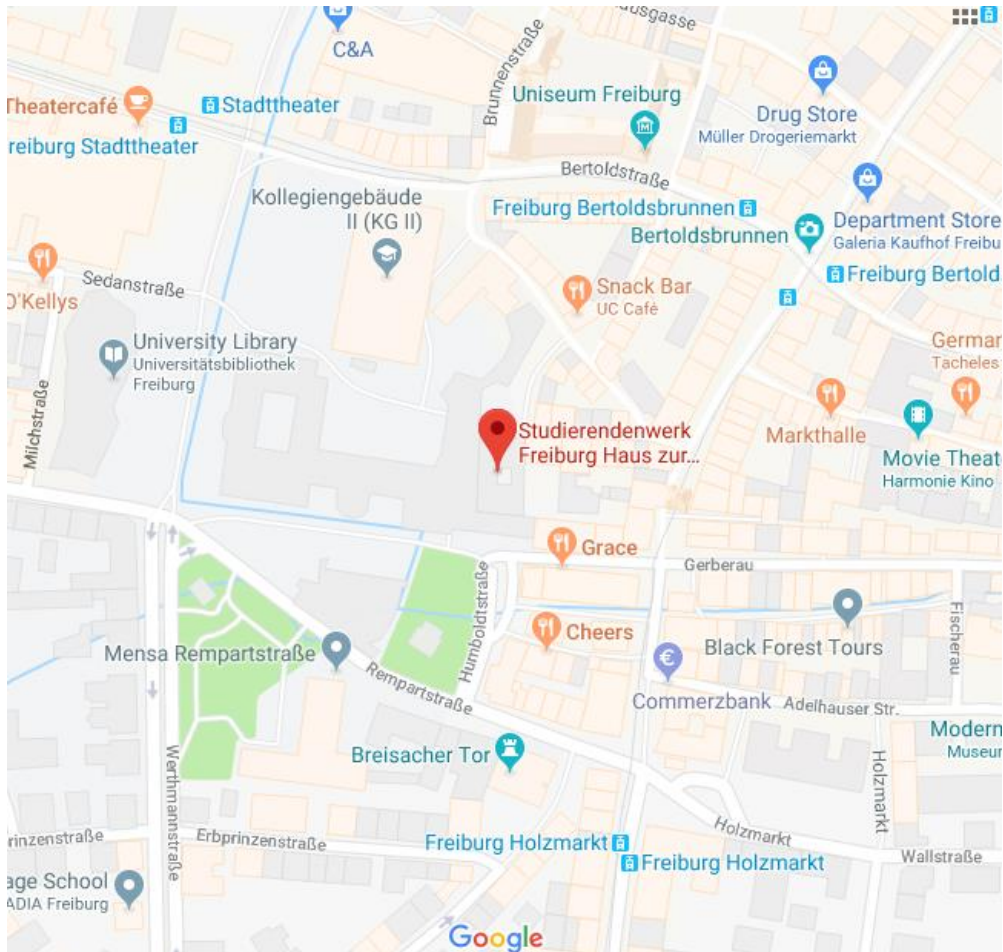 usgasse
C&A
Brunnenstraße
Theatercafé
Stadttheater
reiburg Stadttheater
Uniseum Freiburg
Drug Store
Müller Drogeriemarkt
Bertoldstraße
Kollegiengebäude
II (KG II)
Freiburg Bertoldsbrunnen
Bertoldsbrunnen
Department Store
Galeria Kaufhof Freibu
Freiburg Bertold
Sedanstraße
O'Kellys
Snack Bar
UC Café
University Library
Universitätsbibliothek
Freiburg
Germar
Tacheles
Milchstraße
Studierendenwerk
Freiburg Haus zur...
Markthalle
Movie Theat
Harmonie Kino
Grace
Gerberau
Humboldtstraße
Fischerau
Cheers
Black Forest Tours
Mensa Rempartstraße
Rempartstraße
Commerzbank
Adelhauser Str.
Breisacher Tor
Modern
Museur
Werthmannstraße
Holzmarkt
rinzenstraße
Erbprinzenstraße
Freiburg Holzmarkt
Freiburg Holzmarkt
Holzmarkt
Wallstraße
age School
ADIA Freiburg
Google